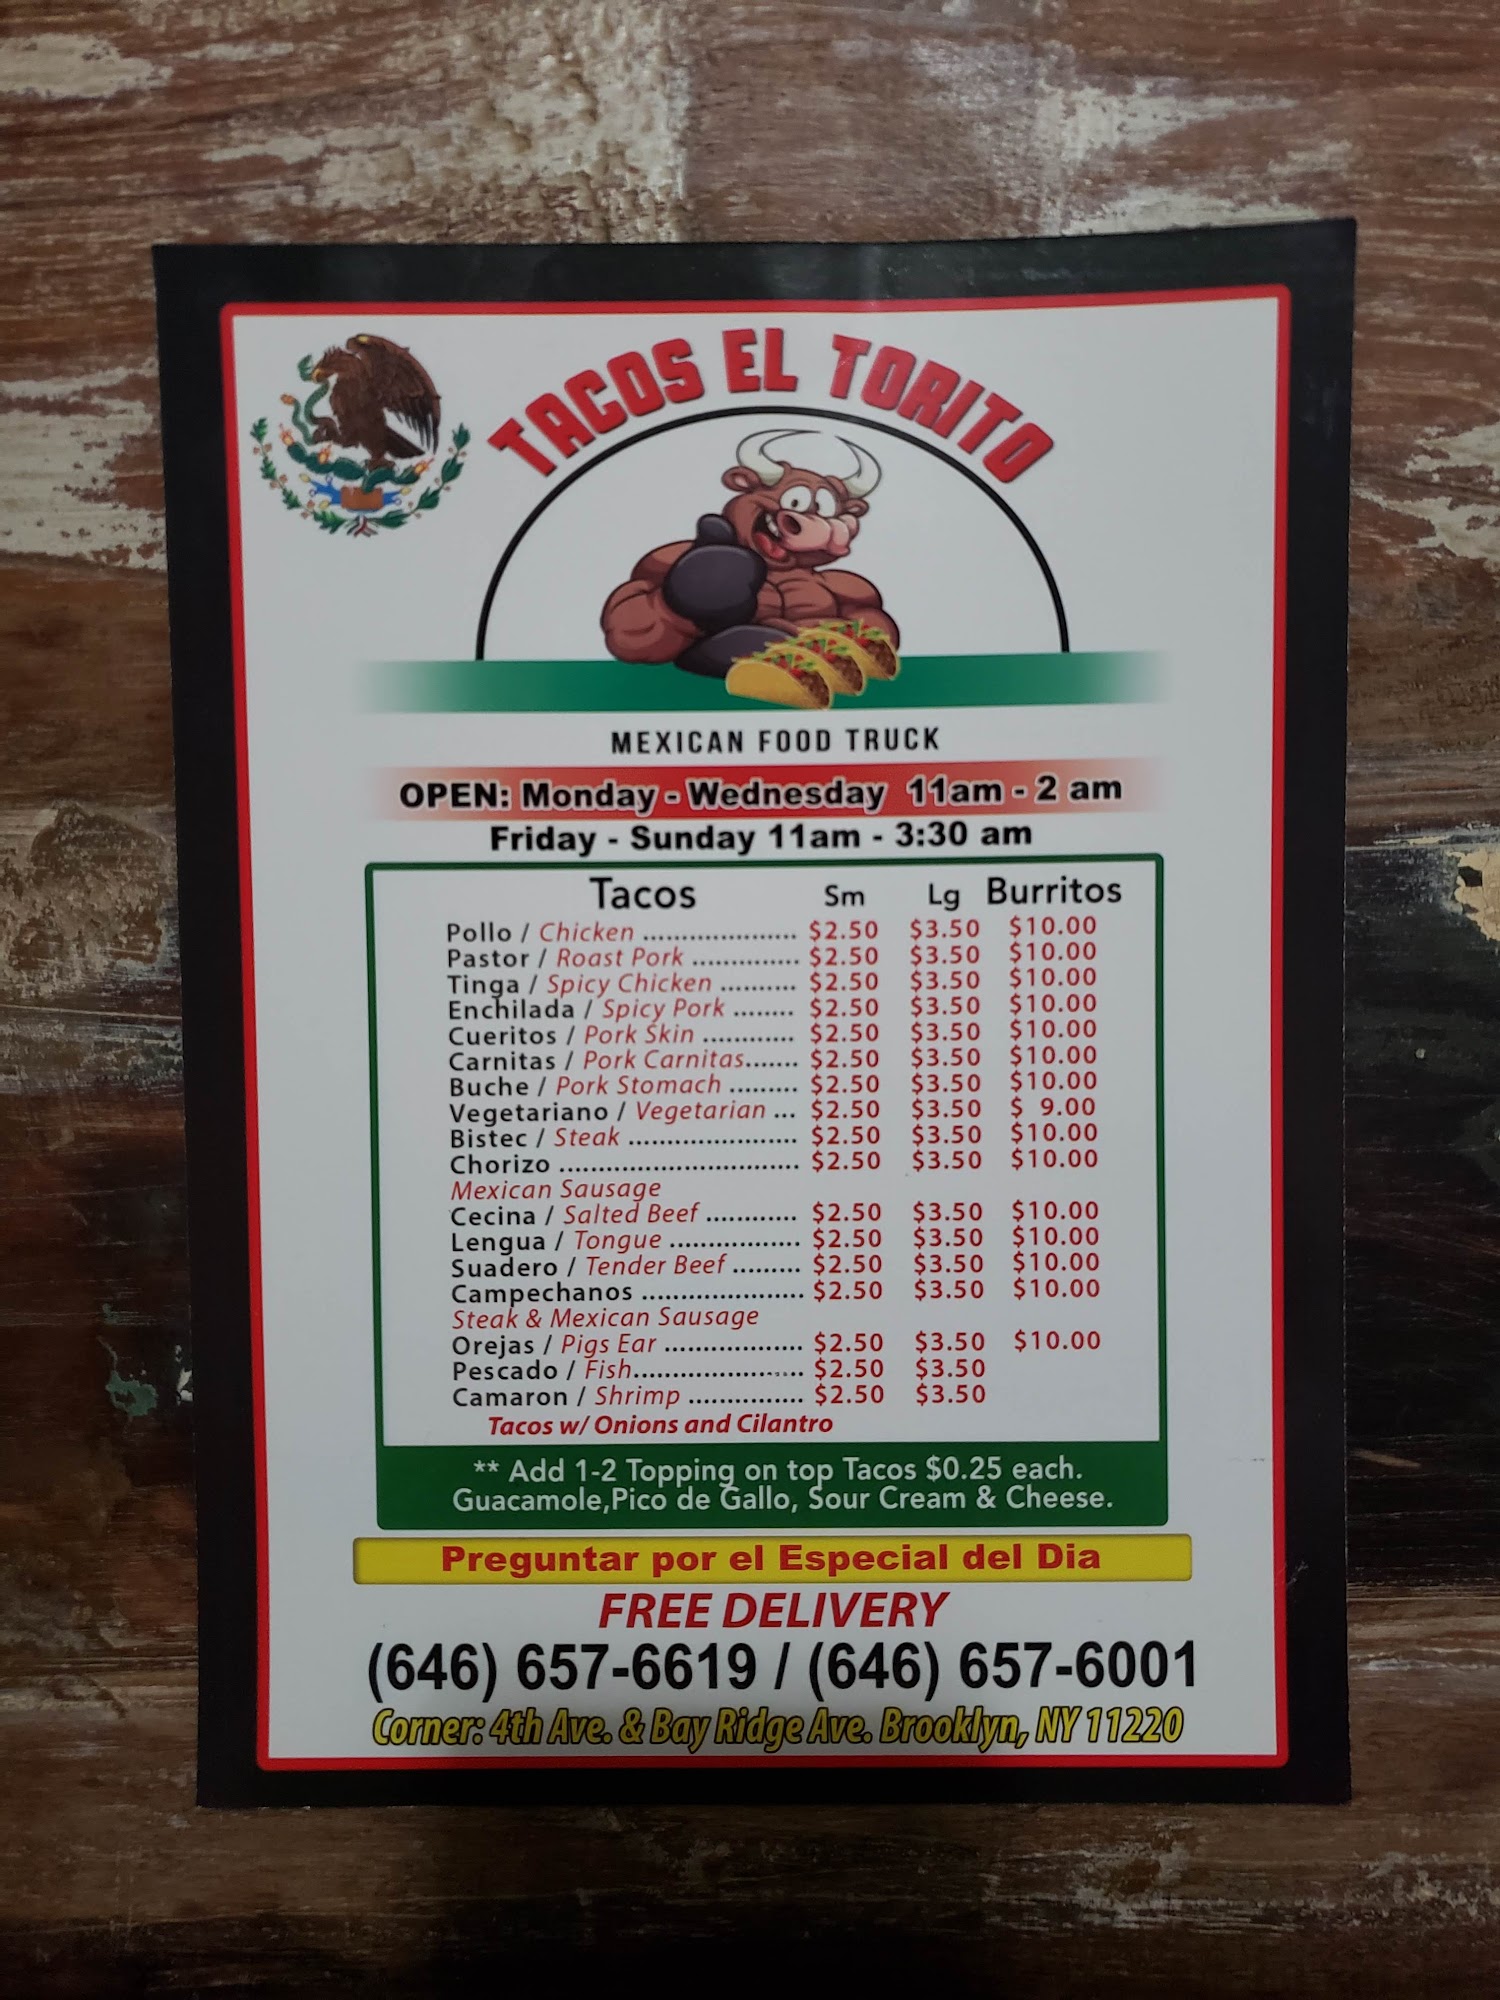 TACOS EL TORITO
MEXICAN FOOD TRUCK
OPEN: Monday - Wednesday 11am - 2 am
Friday - Sunday 11am - 3:30 am
Tacos Sm Lg Burritos
Pollo / Chicken ..................... $2.50 $3.50 $10.00
Pastor / Roast Pork ............... $2.50 $3.50 $10.00
Tinga / Spicy Chicken .......... $2.50 $3.50 $10.00
Enchilada / Spicy Pork ........ $2.50 $3.50 $10.00
Cueritos / Pork Skin ............ $2.50 $3.50 $10.00
Carnitas / Pork Carnitas....... $2.50 $3.50 $10.00
Buche / Pork Stomach ......... $2.50 $3.50 $10.00
Vegetariano / Vegetarian ... $2.50 $3.50 $ 9.00
Bistec / Steak ...................... $2.50 $3.50 $10.00
Chorizo ............................... $2.50 $3.50 $10.00
Mexican Sausage
Cecina / Salted Beef ............ $2.50 $3.50 $10.00
Lengua / Tongue ................. $2.50 $3.50 $10.00
Suadero / Tender Beef ......... $2.50 $3.50 $10.00
Campechanos ..................... $2.50 $3.50 $10.00
Steak & Mexican Sausage
Orejas / Pigs Ear .................. $2.50 $3.50 $10.00
Pescado / Fish...................... $2.50 $3.50
Camaron / Shrimp ............... $2.50 $3.50
Tacos w/ Onions and Cilantro
** Add 1-2 Topping on top Tacos $0.25 each.
Guacamole,Pico de Gallo, Sour Cream & Cheese.
Preguntar por el Especial del Dia
FREE DELIVERY
(646) 657-6619 / (646) 657-6001
Corner: 4th Ave. & Bay Ridge Ave. Brooklyn, NY 11220